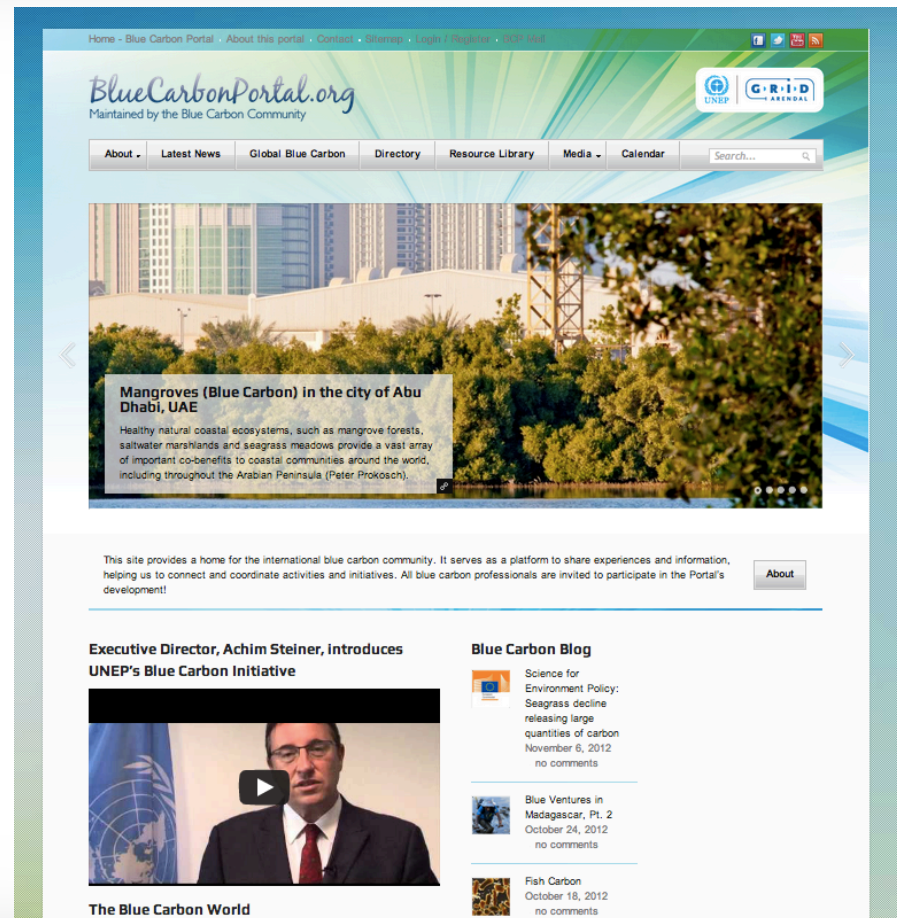 Home - Blue Carbon Portal • About this portal • Contact • Sitemap • Login / Register •
BlueCarbonPortal.org
Maintained by the Blue Carbon Community
UNEP
G·R·I·D
ARENDAL
About Latest News Global Blue Carbon Directory Resource Library Media Calendar Search...
Mangroves (Blue Carbon) in the city of Abu
Dhabi, UAE
Healthy natural coastal ecosystems, such as mangrove forests,
saltwater marshlands and seagrass meadows provide a vast array
of important co-benefits to coastal communities around the world,
including throughout the Arabian Peninsula (Peter Prokosch).
This site provides a home for the international blue carbon community. It serves as a platform to share experiences and information,
helping us to connect and coordinate activities and initiatives. All blue carbon professionals are invited to participate in the Portal's
development!
About
Executive Director, Achim Steiner, introduces
UNEP's Blue Carbon Initiative
The Blue Carbon World
Blue Carbon Blog
Science for
Environment Policy:
Seagrass decline
releasing large
quantities of carbon
November 6, 2012
no comments
Blue Ventures in
Madagascar, Pt. 2
October 24, 2012
no comments
Fish Carbon
October 18, 2012
no comments